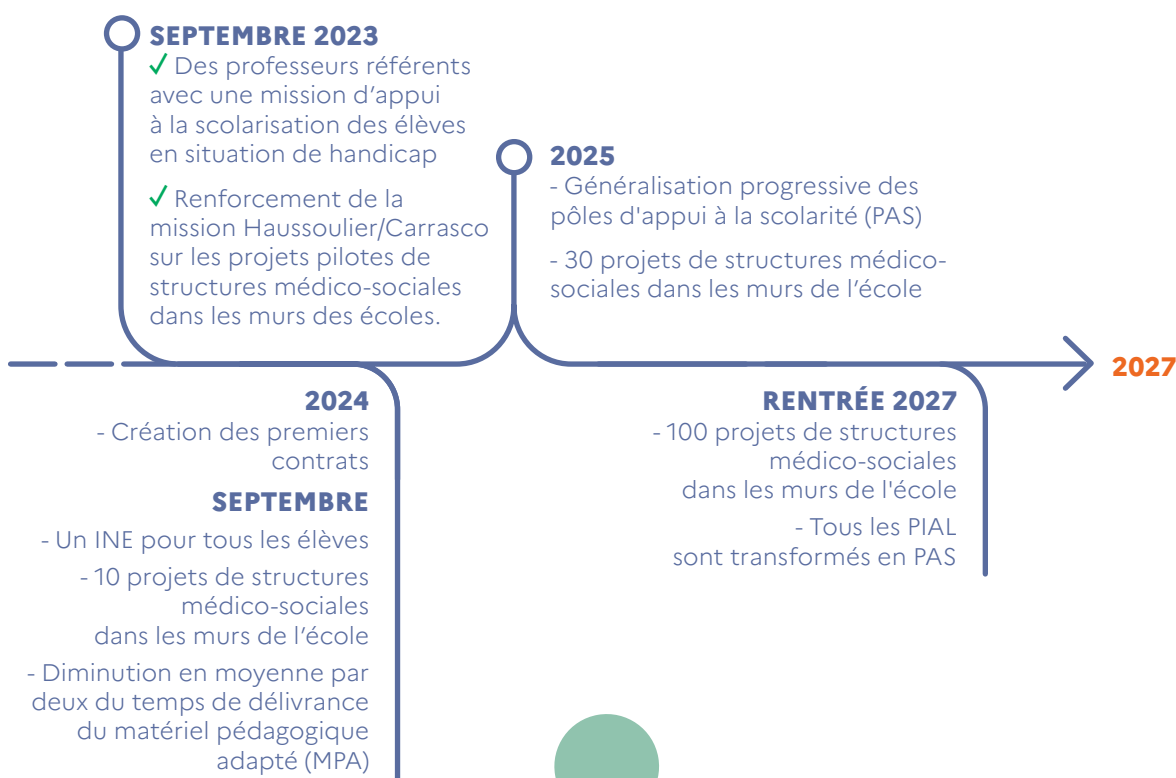 SEPTEMBRE 2023
✓ Des professeurs référents
avec une mission d’appui
à la scolarisation des élèves
en situation de handicap
✓ Renforcement de la
mission Haussoulier/Carrasco
sur les projets pilotes de
structures médico-sociales
dans les murs des écoles.
2025
- Généralisation progressive des
pôles d'appui à la scolarité (PAS)
- 30 projets de structures médico-
sociales dans les murs de l’école
2027
2024
- Création des premiers
contrats
SEPTEMBRE
- Un INE pour tous les élèves
- 10 projets de structures
médico-sociales
dans les murs de l’école
- Diminution en moyenne par
deux du temps de délivrance
du matériel pédagogique
adapté (MPA)
RENTRÉE 2027
- 100 projets de structures
médico-sociales
dans les murs de l'école
- Tous les PIAL
sont transformés en PAS